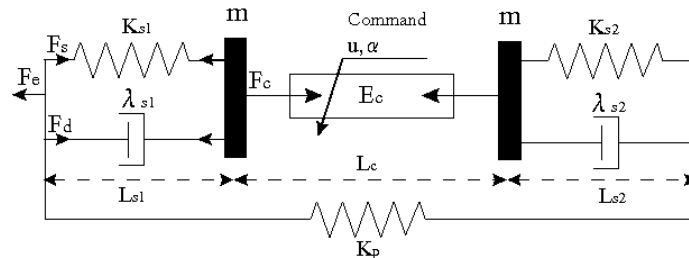 Command
u, α
m
m
Ks1
Ks2
Fs
Fe
Fc
Ec
λs1
λs2
Fd
Lc
Ls1
Ls2
Kp